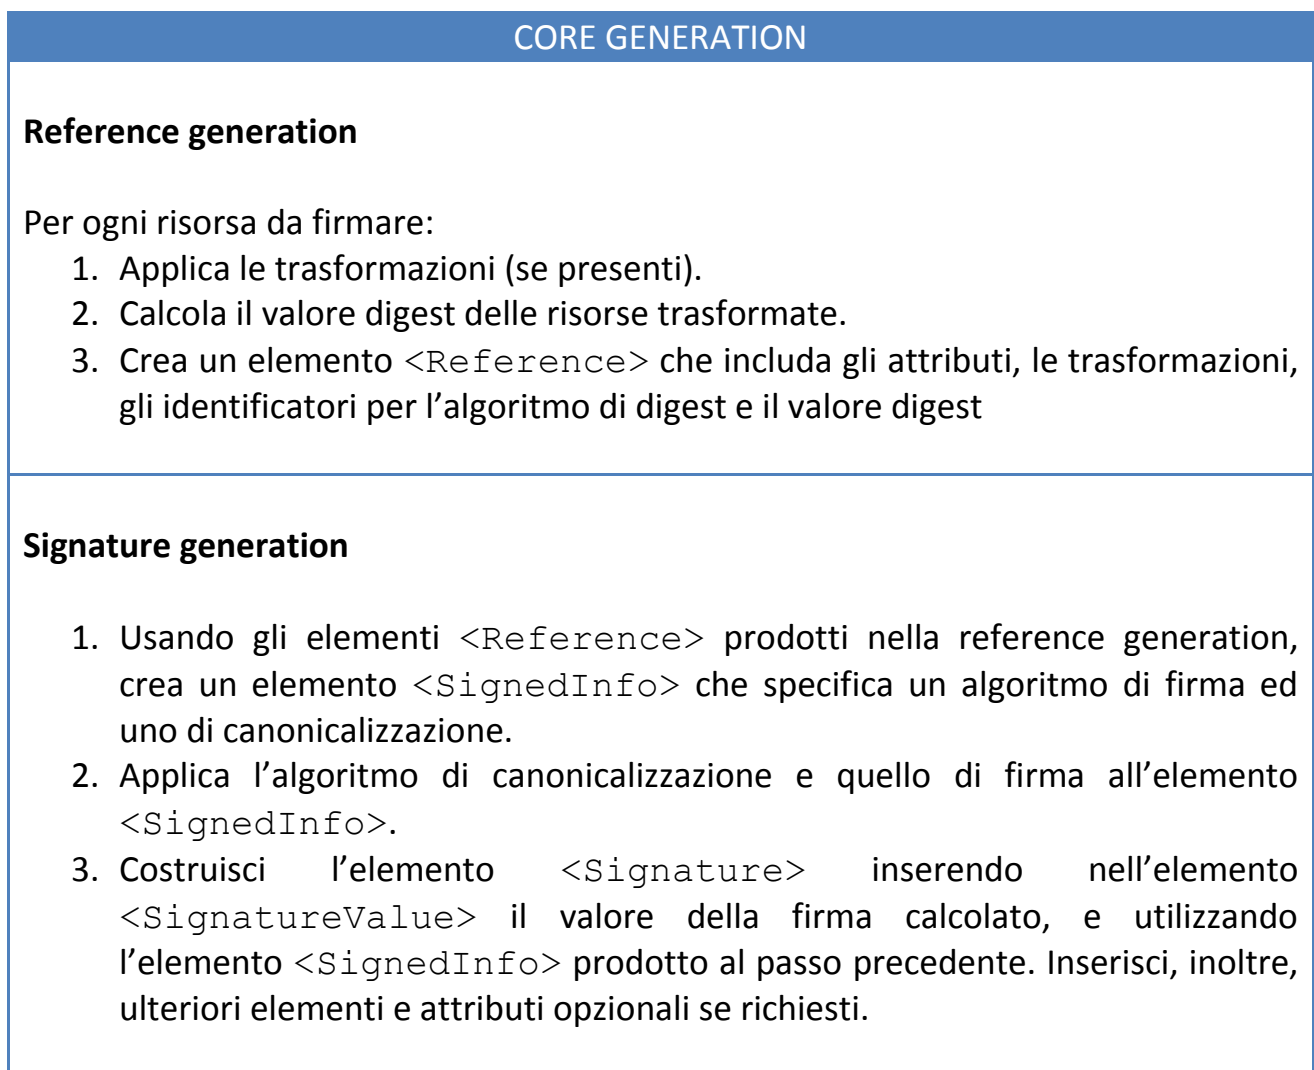 CORE GENERATION
Reference generation
Per ogni risorsa da firmare:
1. Applica le trasformazioni (se presenti).
2. Calcola il valore digest delle risorse trasformate.
3. Crea un elemento <Reference> che includa gli attributi, le trasformazioni,
gli identificatori per l’algoritmo di digest e il valore digest
Signature generation
1. Usando gli elementi <Reference> prodotti nella reference generation,
crea un elemento <SignedInfo> che specifica un algoritmo di firma ed
uno di canonicalizzazione.
2. Applica l’algoritmo di canonicalizzazione e quello di firma all’elemento
<SignedInfo>.
3. Costruisci l’elemento <Signature> inserendo nell’elemento
<SignatureValue> il valore della firma calcolato, e utilizzando
l’elemento <SignedInfo> prodotto al passo precedente. Inserisci, inoltre,
ulteriori elementi e attributi opzionali se richiesti.